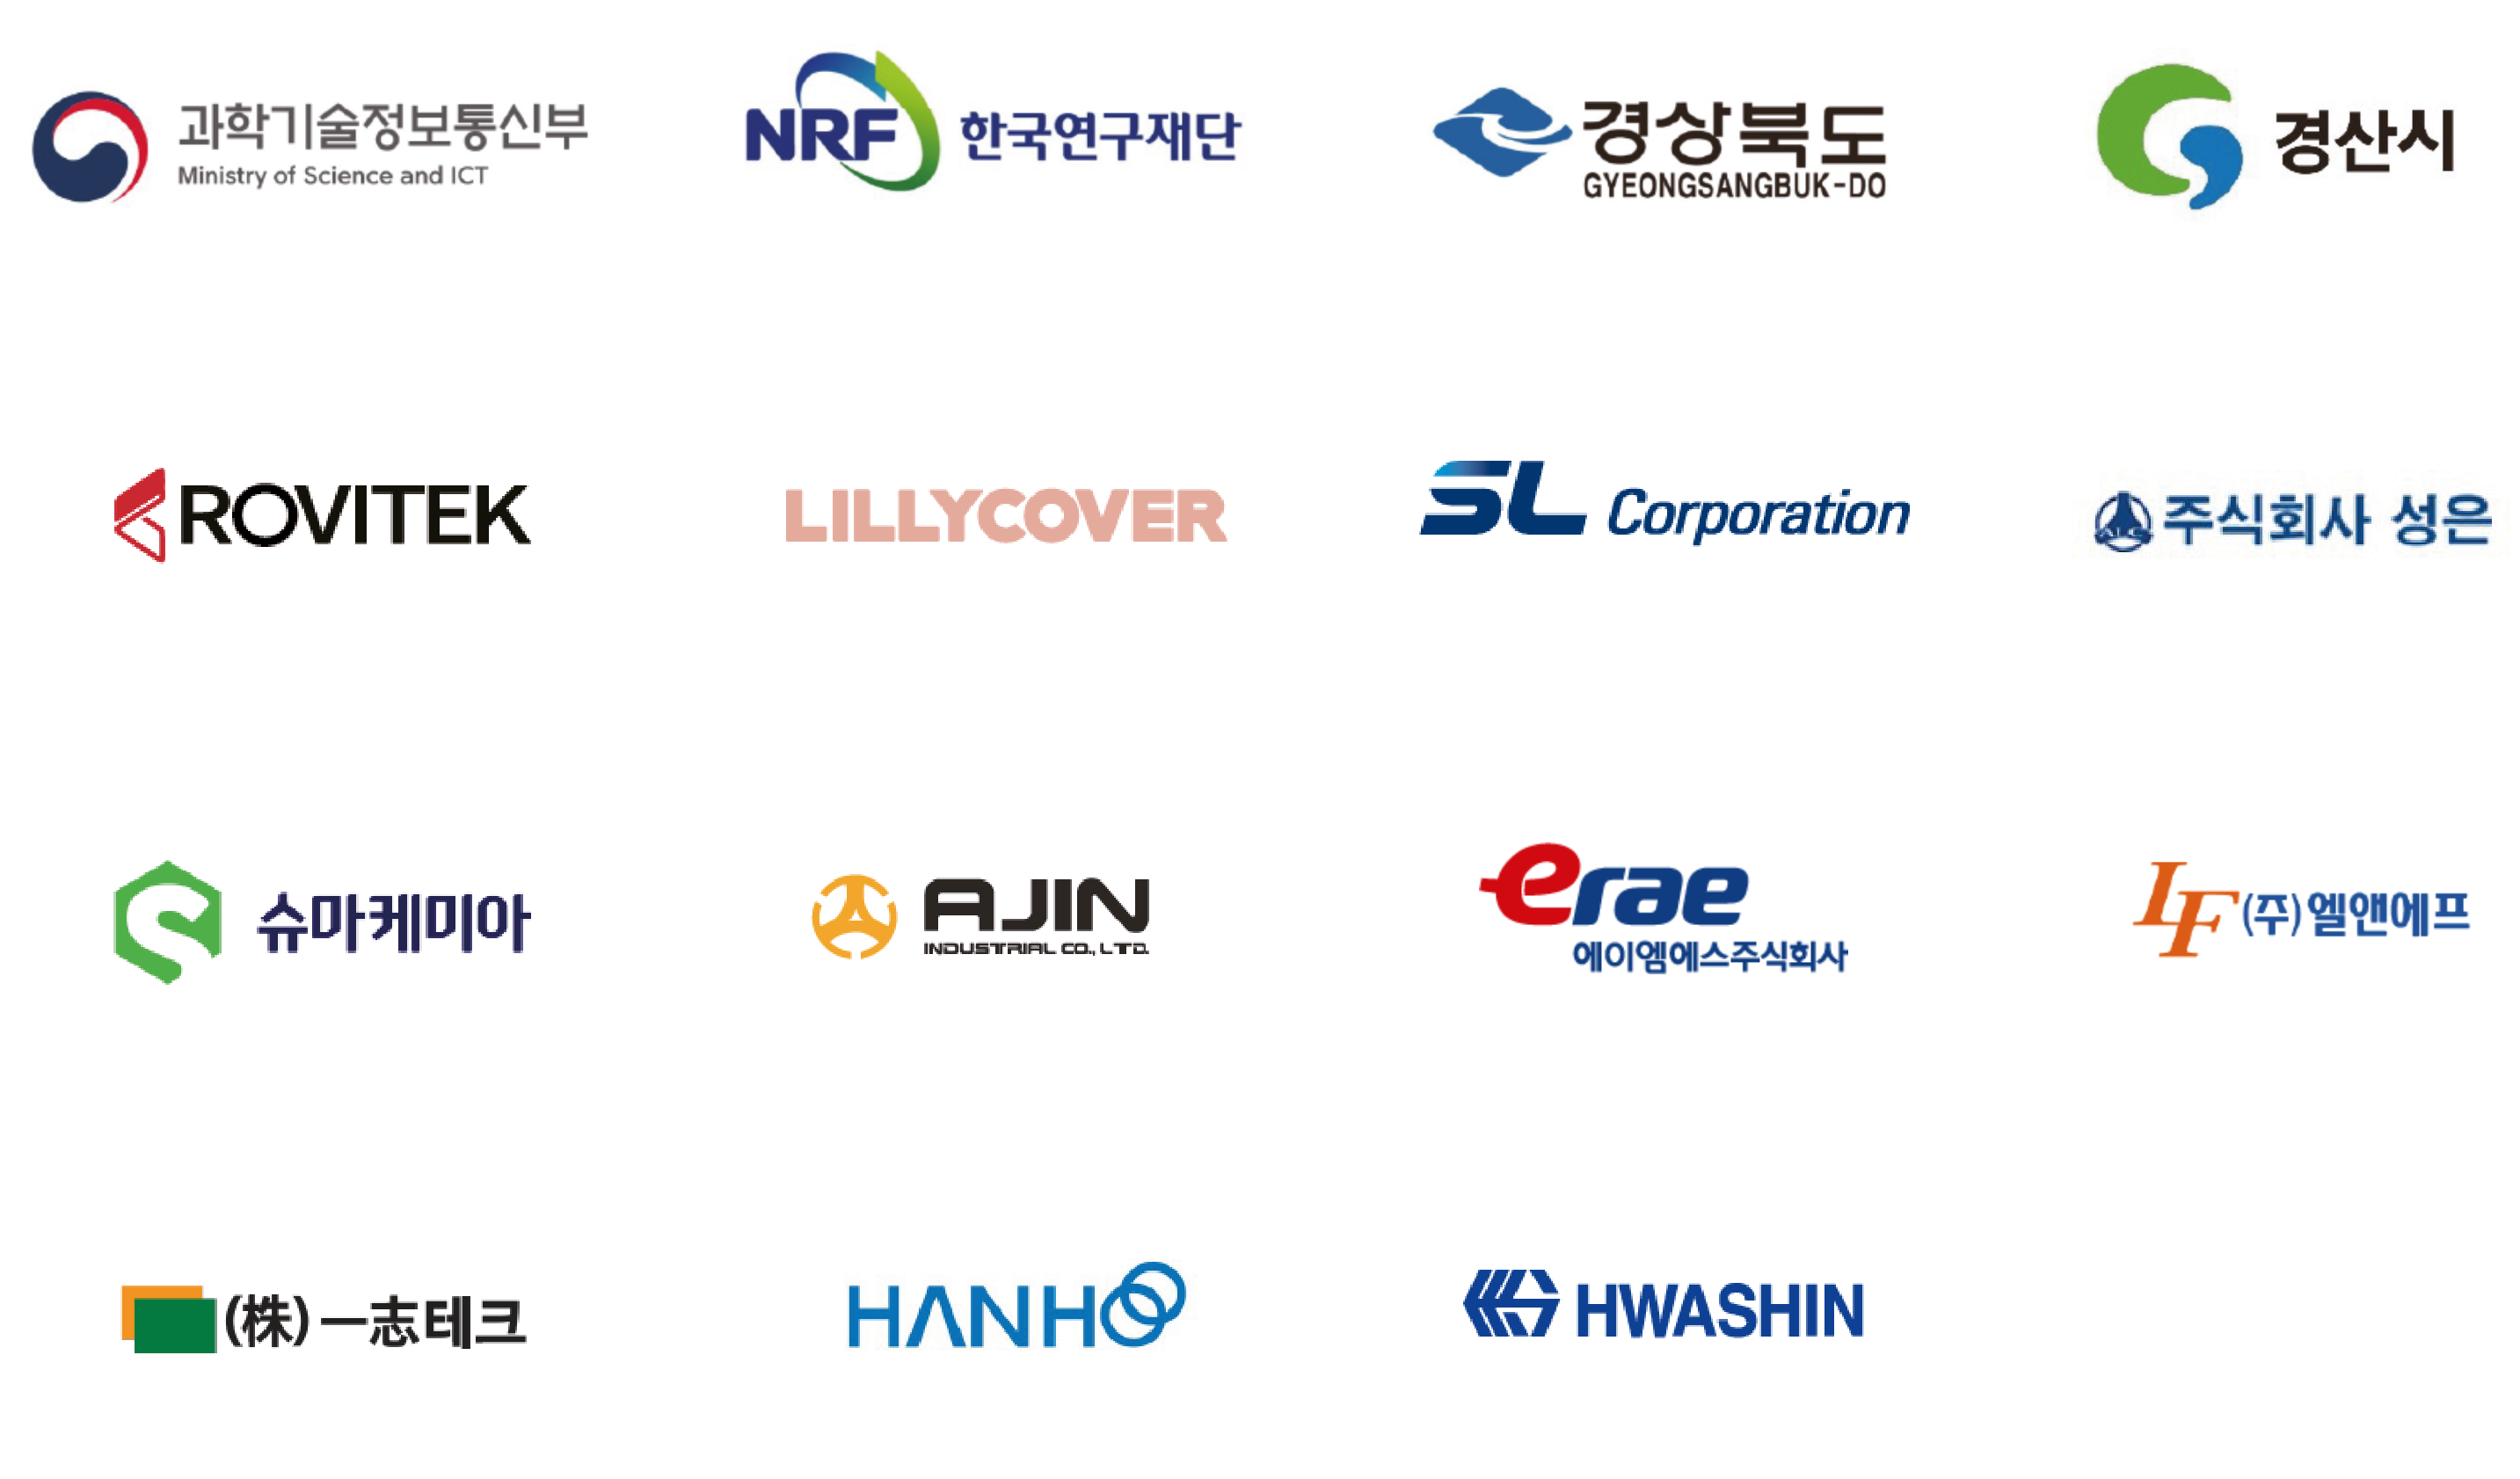 과학기술정보통신부
Ministry of Science and ICT
NRF 한국연구재단
경상북도
GYEONGSANGBUK-DO
경산시
ROVITEK
LILLYCOVER
SL Corporation
주식회사 성은
슈마케미아
AJIN
INDUSTRIAL CO., LTD.
erae
에이엠에스주식회사
LF (주)엘앤에프
(株)一志테크
HANHO
HWASHIN